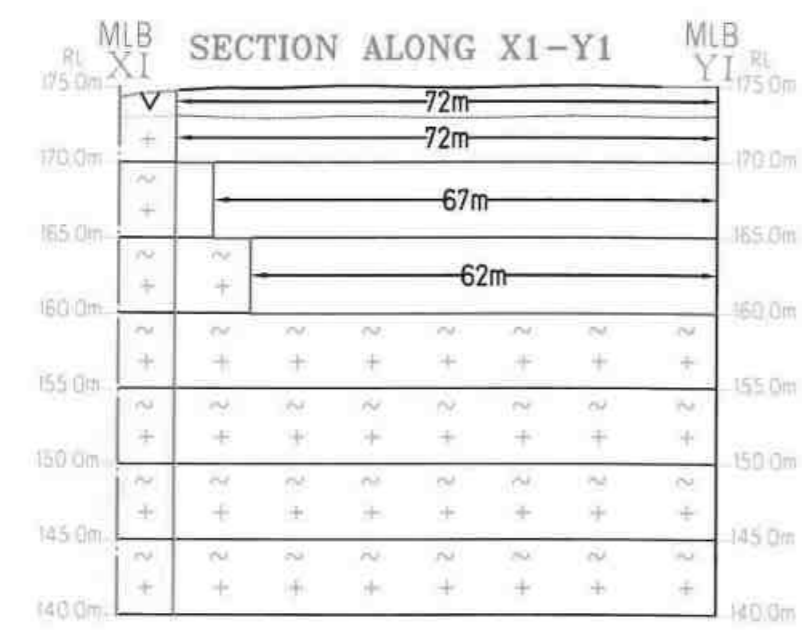 MLB SECTION ALONG X1-Y1 MLB
RL XI YI RL
175.0m 72m 175.0m
72m
170.0m 170.0m
67m
165.0m 165.0m
62m
160.0m 160.0m
155.0m 155.0m
150.0m 150.0m
145.0m 145.0m
140.0m 140.0m